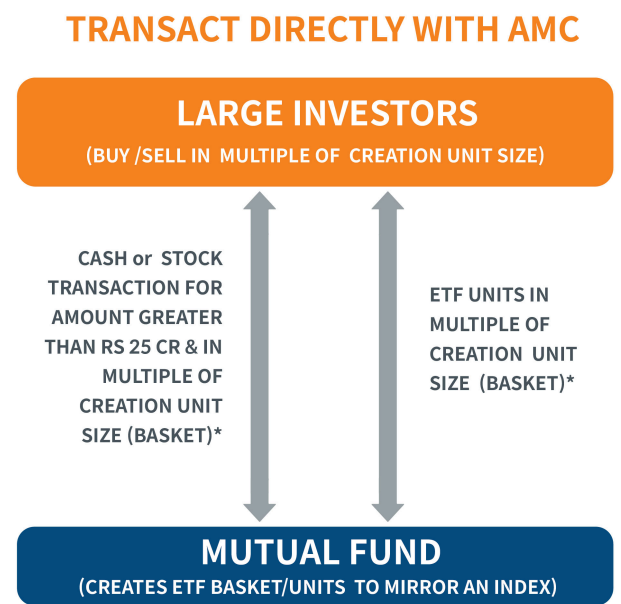 TRANSACT DIRECTLY WITH AMC
LARGE INVESTORS
(BUY /SELL IN MULTIPLE OF CREATION UNIT SIZE)
CASH or STOCK
TRANSACTION FOR
AMOUNT GREATER
THAN RS 25 CR & IN
MULTIPLE OF
CREATION UNIT
SIZE (BASKET)*
ETF UNITS IN
MULTIPLE OF
CREATION UNIT
SIZE (BASKET)*
MUTUAL FUND
(CREATES ETF BASKET/UNITS TO MIRROR AN INDEX)